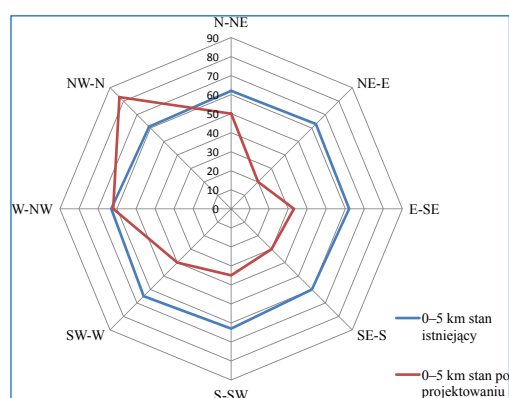 N-NE
90
80
NW-N
NE-E
70
60
50
40
30
20
10
W-NW
0
E-SE
SW-W
SE-S
S-SW
0–5 km stan
istniejący
0–5 km stan po
projektowaniu